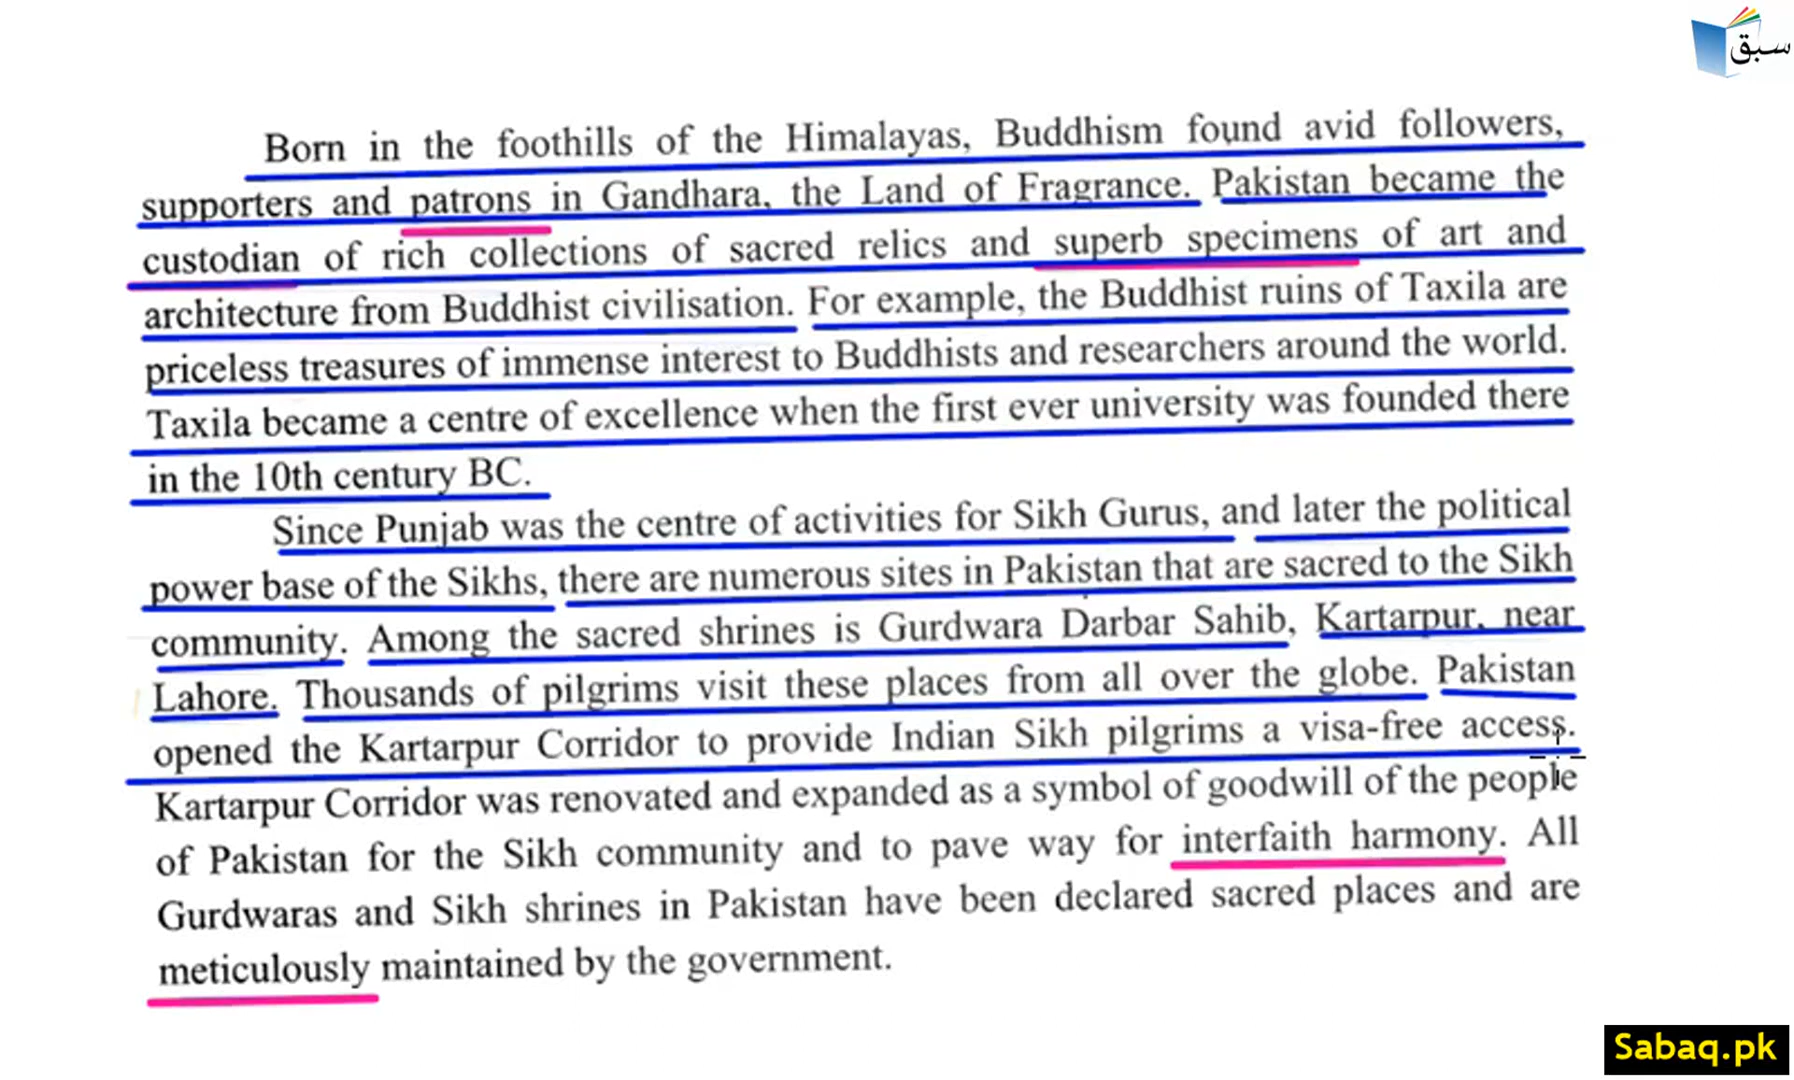 سبق
Born in the foothills of the Himalayas, Buddhism found avid followers,
supporters and patrons in Gandhara, the Land of Fragrance. Pakistan became the
custodian of rich collections of sacred relics and superb specimens of art and
architecture from Buddhist civilisation. For example, the Buddhist ruins of Taxila are
priceless treasures of immense interest to Buddhists and researchers around the world.
Taxila became a centre of excellence when the first ever university was founded there
in the 10th century BC.
Since Punjab was the centre of activities for Sikh Gurus, and later the political
power base of the Sikhs, there are numerous sites in Pakistan that are sacred to the Sikh
community. Among the sacred shrines is Gurdwara Darbar Sahib, Kartarpur, near
Lahore. Thousands of pilgrims visit these places from all over the globe. Pakistan
opened the Kartarpur Corridor to provide Indian Sikh pilgrims a visa-free access.
Kartarpur Corridor was renovated and expanded as a symbol of goodwill of the people
of Pakistan for the Sikh community and to pave way for interfaith harmony. All
Gurdwaras and Sikh shrines in Pakistan have been declared sacred places and are
meticulously maintained by the government.
Sabaq.pk